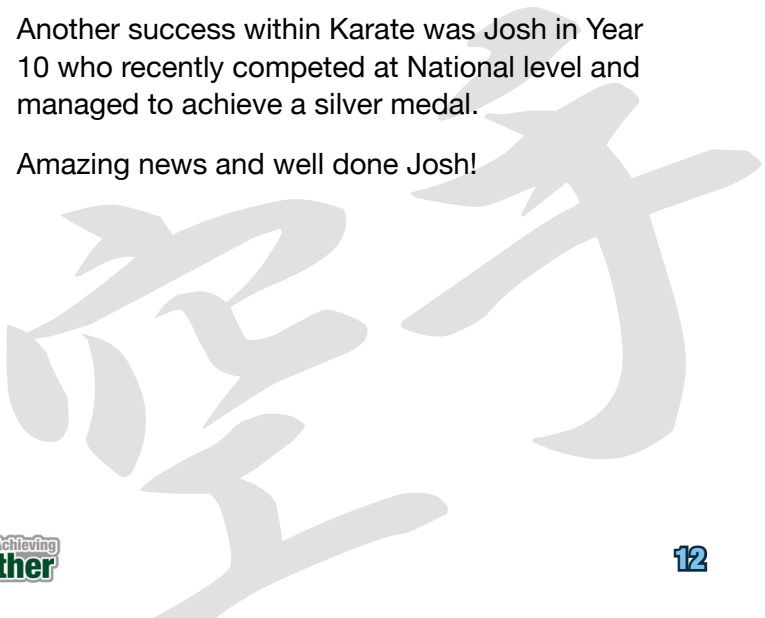 Another success within Karate was Josh in Year
10 who recently competed at National level and
managed to achieve a silver medal.
Amazing news and well done Josh!
空手
12